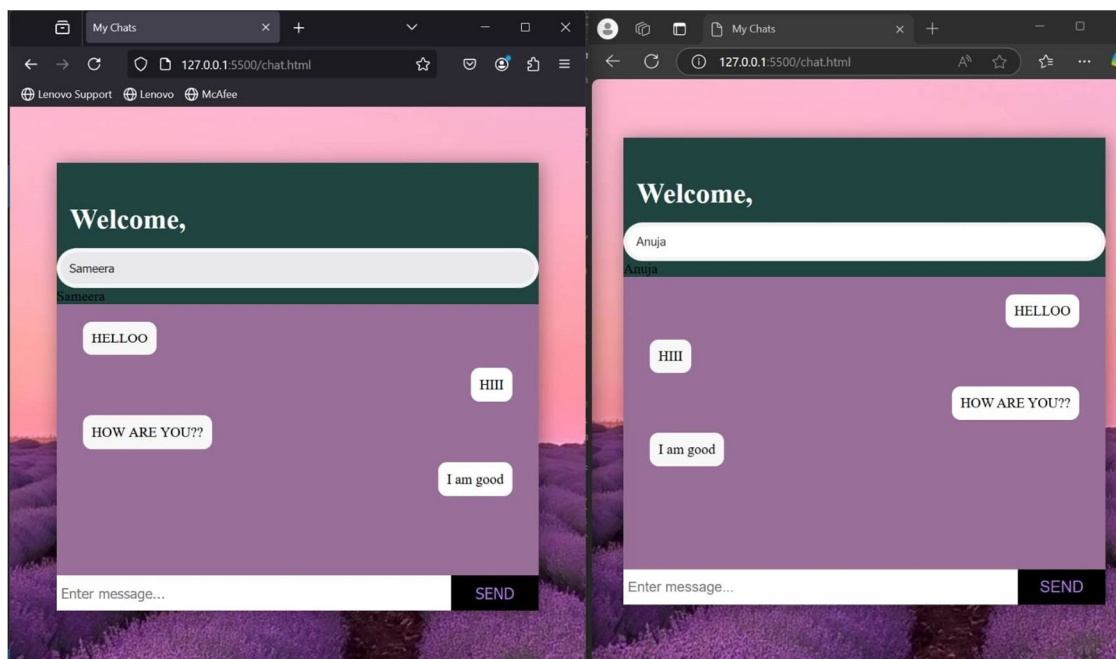 My Chats
127.0.0.1:5500/chat.html
Lenovo Support Lenovo McAfee
Welcome,
Sameera
Sameera
HELLOO
HIII
HOW ARE YOU??
I am good
Enter message... SEND
My Chats
127.0.0.1:5500/chat.html
Welcome,
Anuja
Anuja
HELLOO
HIII
HOW ARE YOU??
I am good
Enter message... SEND